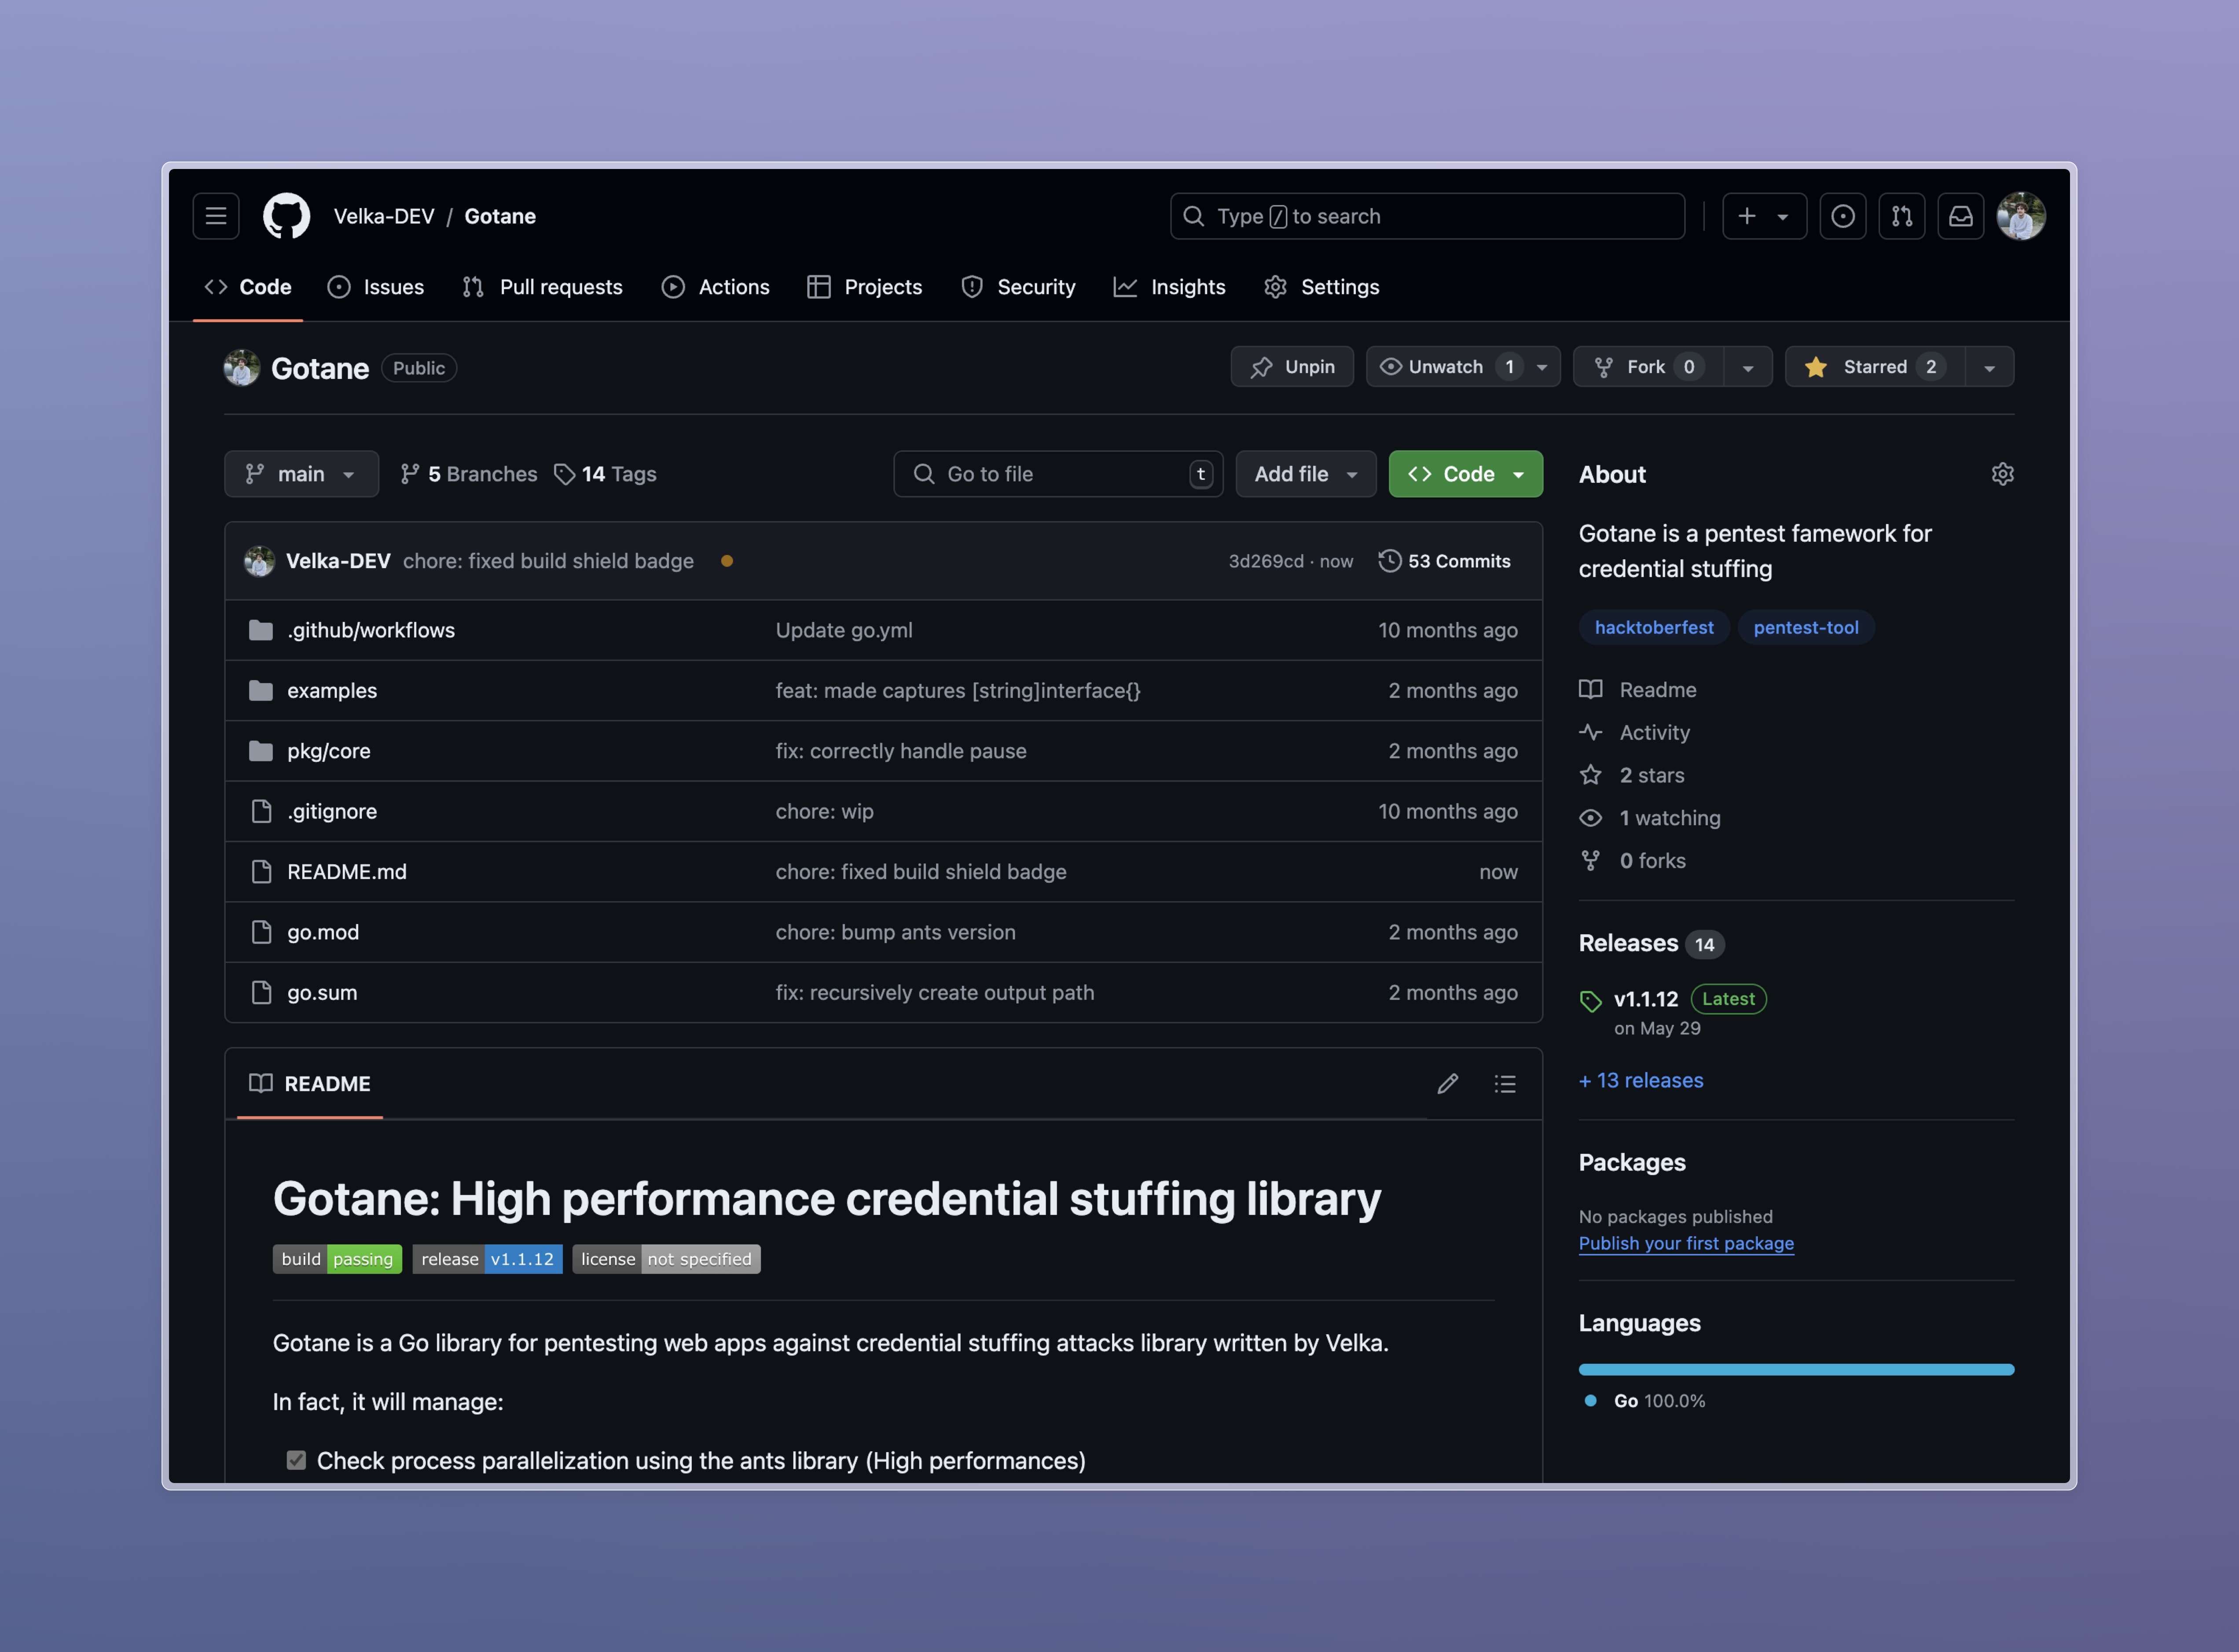 Velka-DEV / Gotane
Type / to search
Code Issues Pull requests Actions Projects Security Insights Settings
Gotane Public
Unpin Unwatch 1 Fork 0 Starred 2
main 5 Branches 14 Tags
Go to file t Add file Code
Velka-DEV chore: fixed build shield badge 3d269cd · now 53 Commits
.github/workflows Update go.yml 10 months ago
examples feat: made captures [string]interface{} 2 months ago
pkg/core fix: correctly handle pause 2 months ago
.gitignore chore: wip 10 months ago
README.md chore: fixed build shield badge now
go.mod chore: bump ants version 2 months ago
go.sum fix: recursively create output path 2 months ago
README
Gotane: High performance credential stuffing library
build passing release v1.1.12 license not specified
Gotane is a Go library for pentesting web apps against credential stuffing attacks library written by Velka.
In fact, it will manage:
Check process parallelization using the ants library (High performances)
About
Gotane is a pentest famework for
credential stuffing
hacktoberfest pentest-tool
Readme
Activity
2 stars
1 watching
0 forks
Releases 14
v1.1.12 Latest
on May 29
+ 13 releases
Packages
No packages published
Publish your first package
Languages
Go 100.0%